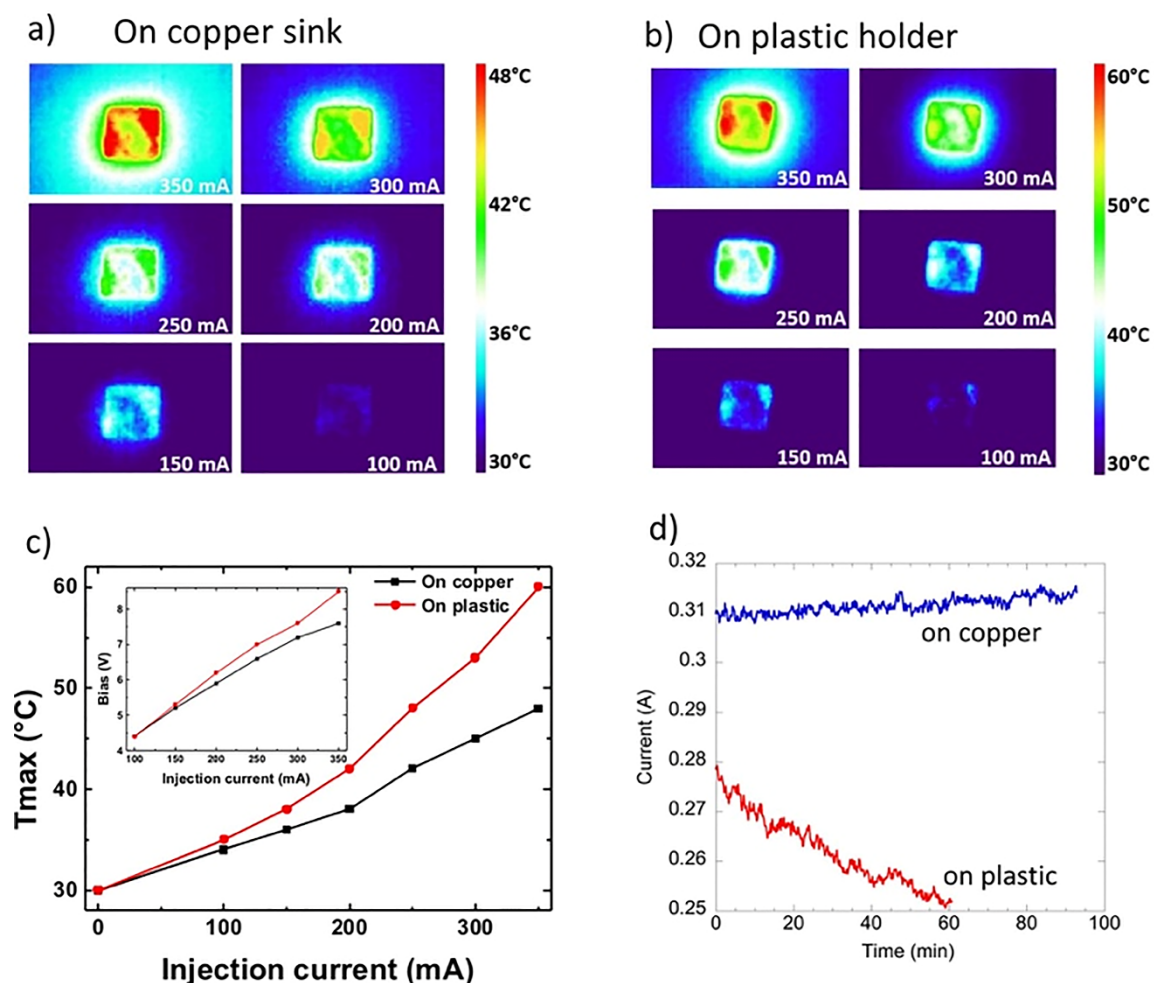 a) On copper sink
350 mA
300 mA
250 mA
200 mA
150 mA
100 mA
48°C
42°C
36°C
30°C
b) On plastic holder
350 mA
300 mA
250 mA
200 mA
150 mA
100 mA
60°C
50°C
40°C
30°C
c)
Tmax (°C)
60
50
40
30
0
100
200
300
Injection current (mA)
On copper
On plastic
Bias (V)
8
7
6
5
4
100
150
200
250
300
350
Injection current (mA)
d)
Current (A)
0.32
0.31
0.3
0.29
0.28
0.27
0.26
0.25
0
20
40
60
80
100
Time (min)
on copper
on plastic